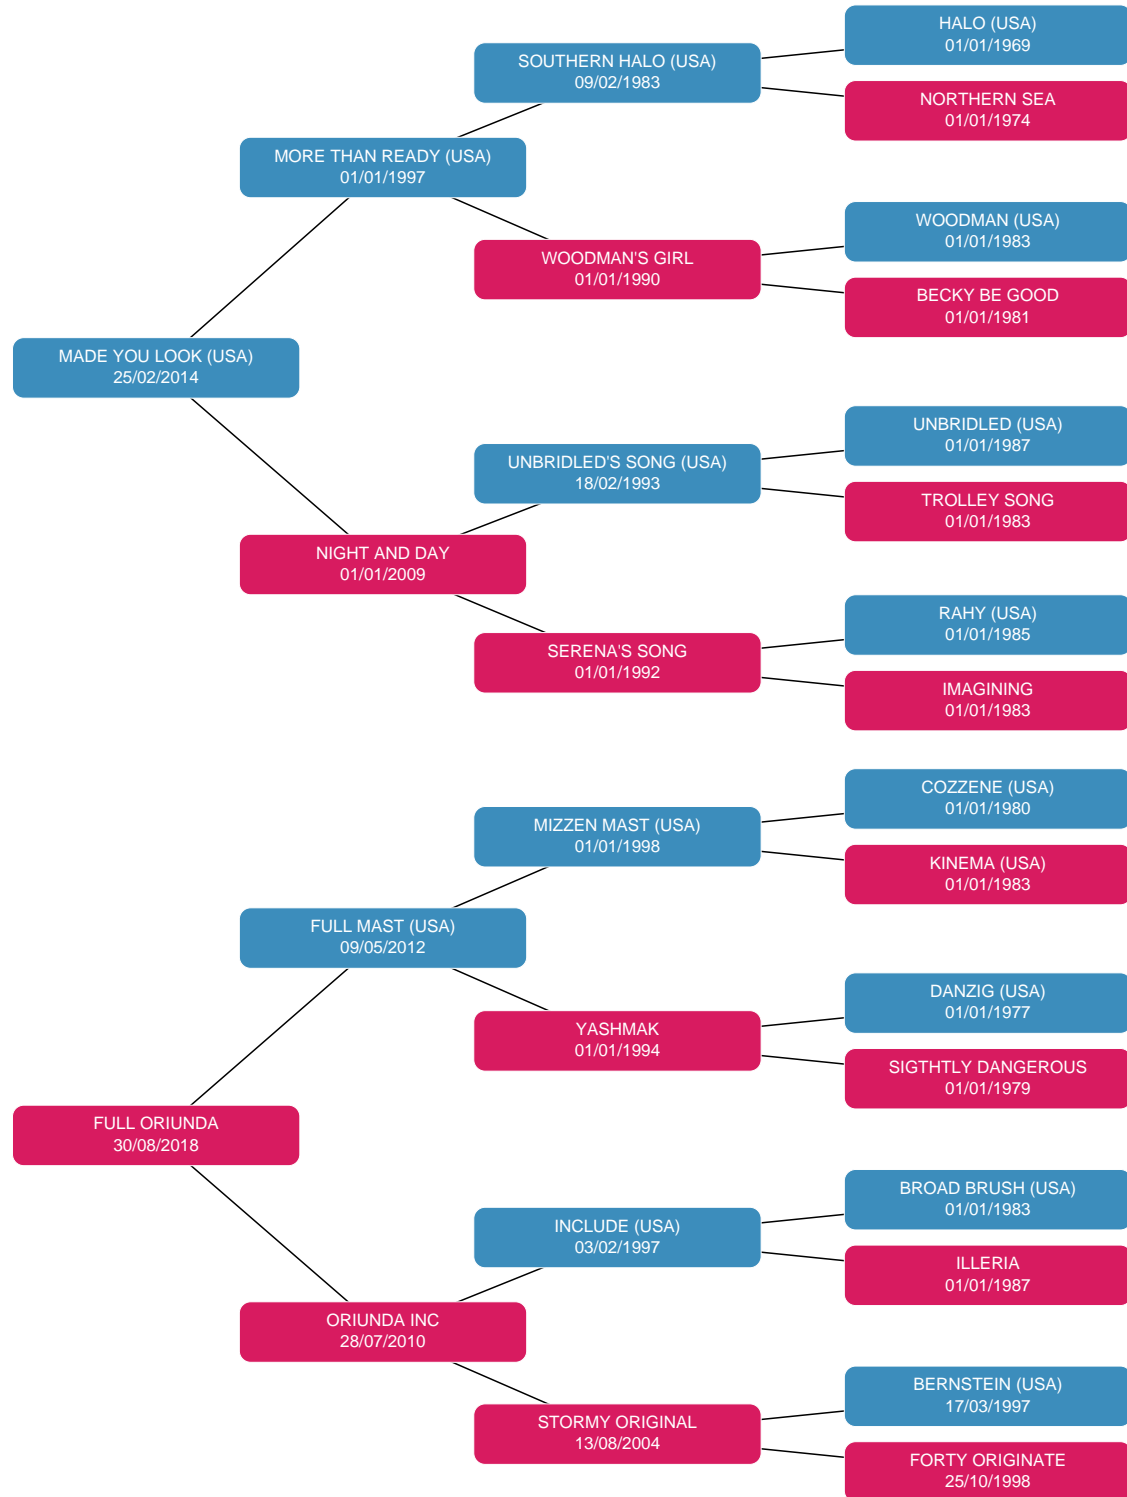 HALO (USA)
01/01/1969
SOUTHERN HALO (USA)
09/02/1983
NORTHERN SEA
01/01/1974
MORE THAN READY (USA)
01/01/1997
WOODMAN (USA)
01/01/1983
WOODMAN'S GIRL
01/01/1990
BECKY BE GOOD
01/01/1981
MADE YOU LOOK (USA)
25/02/2014
UNBRIDLED (USA)
01/01/1987
UNBRIDLED'S SONG (USA)
18/02/1993
TROLLEY SONG
01/01/1983
NIGHT AND DAY
01/01/2009
RAHY (USA)
01/01/1985
SERENA'S SONG
01/01/1992
IMAGINING
01/01/1983
COZZENE (USA)
01/01/1980
MIZZEN MAST (USA)
01/01/1998
KINEMA (USA)
01/01/1983
FULL MAST (USA)
09/05/2012
DANZIG (USA)
01/01/1977
YASHMAK
01/01/1994
SIGTHTLY DANGEROUS
01/01/1979
FULL ORIUNDA
30/08/2018
BROAD BRUSH (USA)
01/01/1983
INCLUDE (USA)
03/02/1997
ILLERIA
01/01/1987
ORIUNDA INC
28/07/2010
BERNSTEIN (USA)
17/03/1997
STORMY ORIGINAL
13/08/2004
FORTY ORIGINATE
25/10/1998